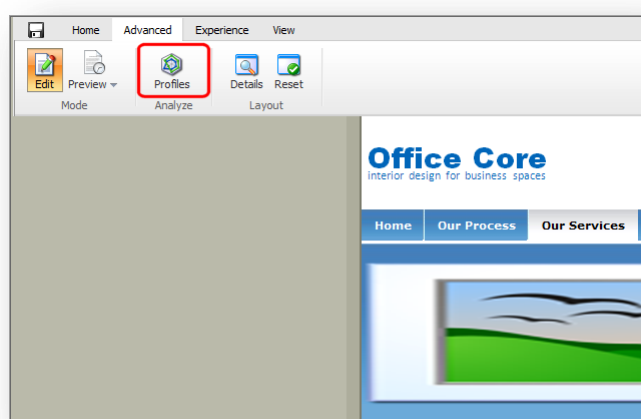 Home Advanced Experience View
Edit Preview Profiles Details Reset
Mode Analyze Layout
Office Core
interior design for business spaces
Home Our Process Our Services